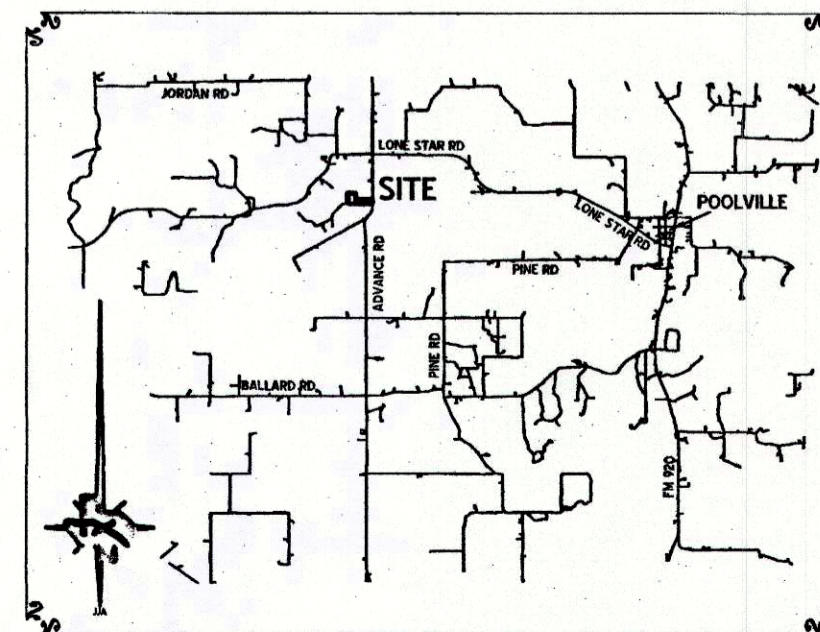 JORDAN RD
LONE STAR RD
SITE
POOLVILLE
LONE STAR RD
ADVANCE RD
PINE RD
PINE RD
BALLARD RD
FM 920
JJA